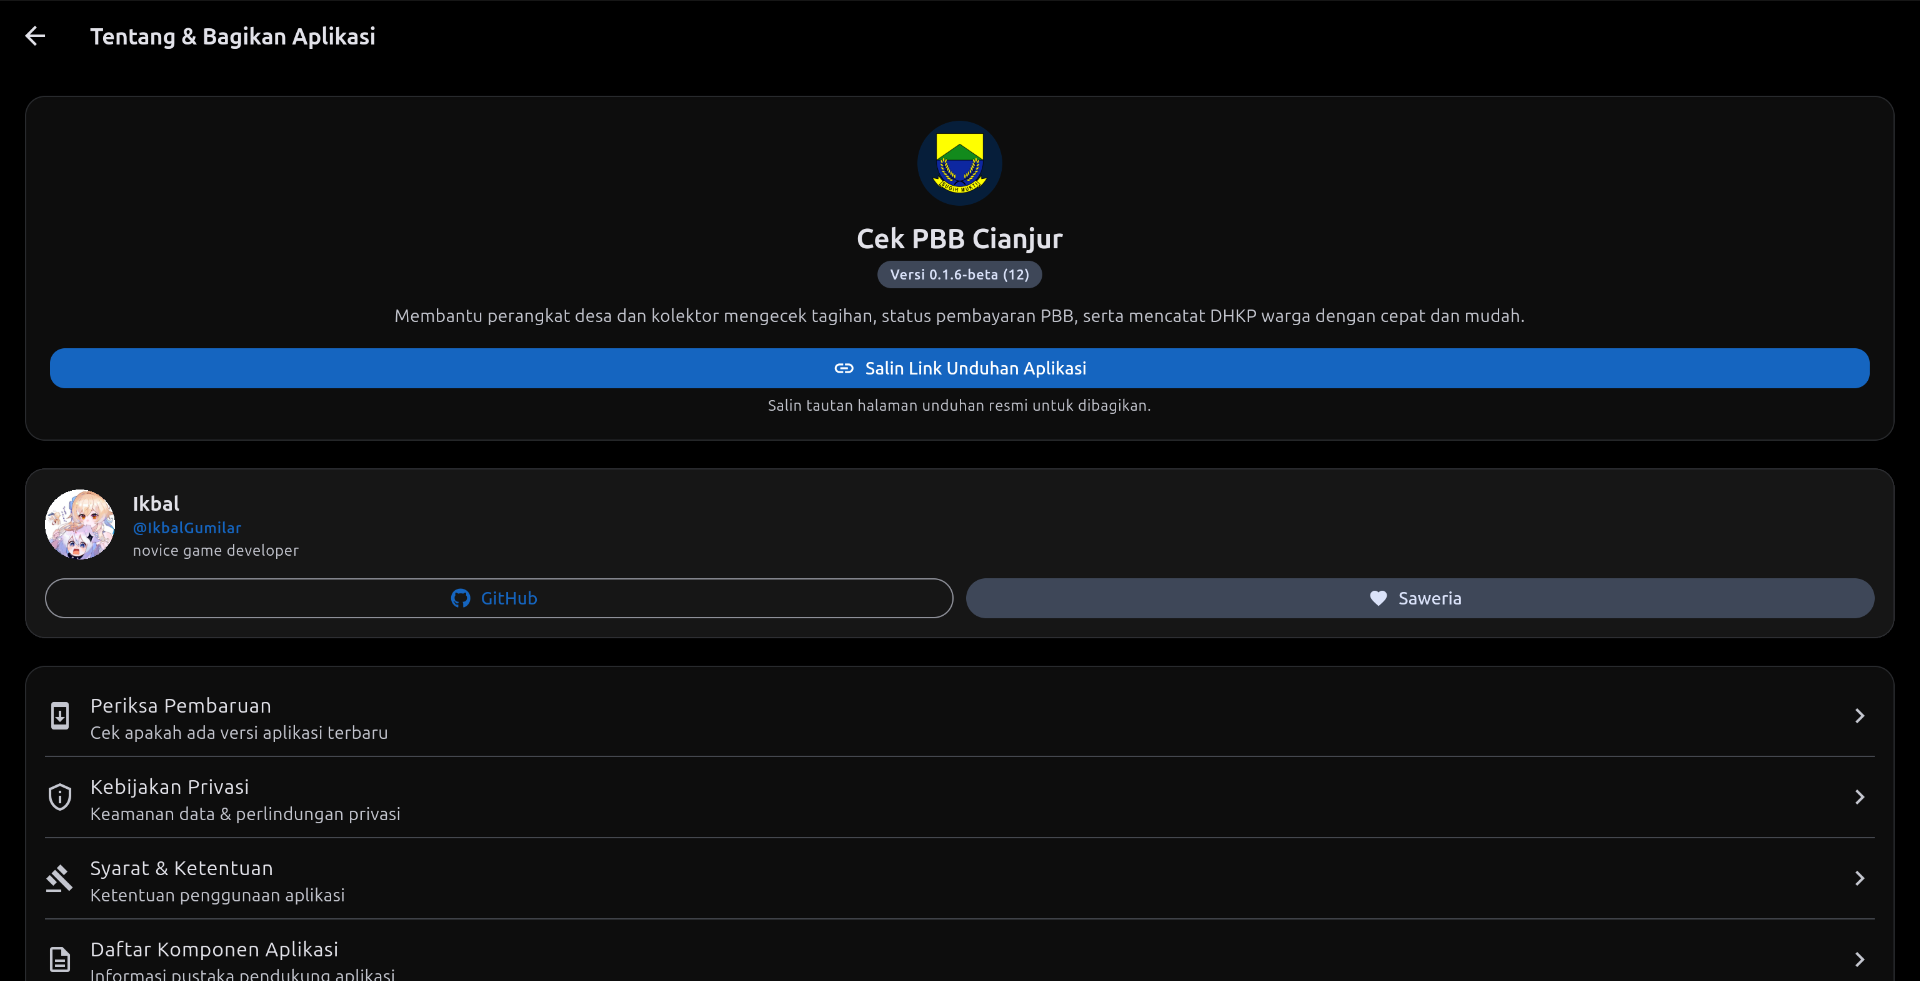 Tentang & Bagikan Aplikasi
Cek PBB Cianjur
Versi 0.1.6-beta (12)
Membantu perangkat desa dan kolektor mengecek tagihan, status pembayaran PBB, serta mencatat DHKP warga dengan cepat dan mudah.
Salin Link Unduhan Aplikasi
Salin tautan halaman unduhan resmi untuk dibagikan.
Ikbal
@IkbalGumilar
novice game developer
GitHub
Saweria
Periksa Pembaruan
Cek apakah ada versi aplikasi terbaru
Kebijakan Privasi
Keamanan data & perlindungan privasi
Syarat & Ketentuan
Ketentuan penggunaan aplikasi
Daftar Komponen Aplikasi
Informasi pustaka pendukung aplikasi